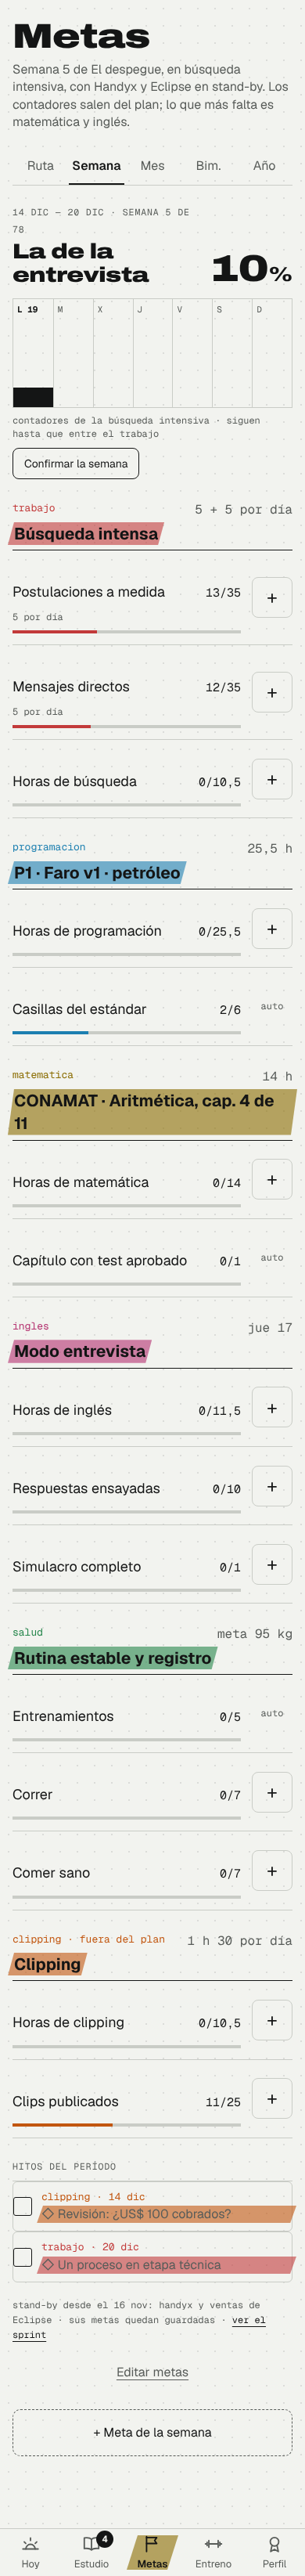 Metas
Semana 5 de El despegue, en búsqueda
intensiva, con Handyx y Eclipse en stand-by. Los
contadores salen del plan; lo que más falta es
matemática y inglés.
Ruta Semana Mes Bim. Año
14 DIC — 20 DIC · SEMANA 5 DE
78
La de la
entrevista
10%
L 19 M X J V S D
contadores de la búsqueda intensiva · siguen
hasta que entre el trabajo
Confirmar la semana
trabajo 5 + 5 por día
Búsqueda intensa
Postulaciones a medida 13/35 +
5 por día
Mensajes directos 12/35 +
5 por día
Horas de búsqueda 0/10,5 +
programacion 25,5 h
P1 · Faro v1 · petróleo
Horas de programación 0/25,5 +
Casillas del estándar 2/6 auto
matematica 14 h
CONAMAT · Aritmética, cap. 4 de
11
Horas de matemática 0/14 +
Capítulo con test aprobado 0/1 auto
ingles jue 17
Modo entrevista
Horas de inglés 0/11,5 +
Respuestas ensayadas 0/10 +
Simulacro completo 0/1 +
salud meta 95 kg
Rutina estable y registro
Entrenamientos 0/5 auto
Correr 0/7 +
Comer sano 0/7 +
clipping · fuera del plan 1 h 30 por día
Clipping
Horas de clipping 0/10,5 +
Clips publicados 11/25 +
HITOS DEL PERÍODO
clipping · 14 dic
◇ Revisión: ¿US$ 100 cobrados?
trabajo · 20 dic
◇ Un proceso en etapa técnica
stand-by desde el 16 nov: handyx y ventas de
Eclipse · sus metas quedan guardadas · ver el
sprint
Editar metas
+ Meta de la semana
4
Hoy Estudio Metas Entreno Perfil